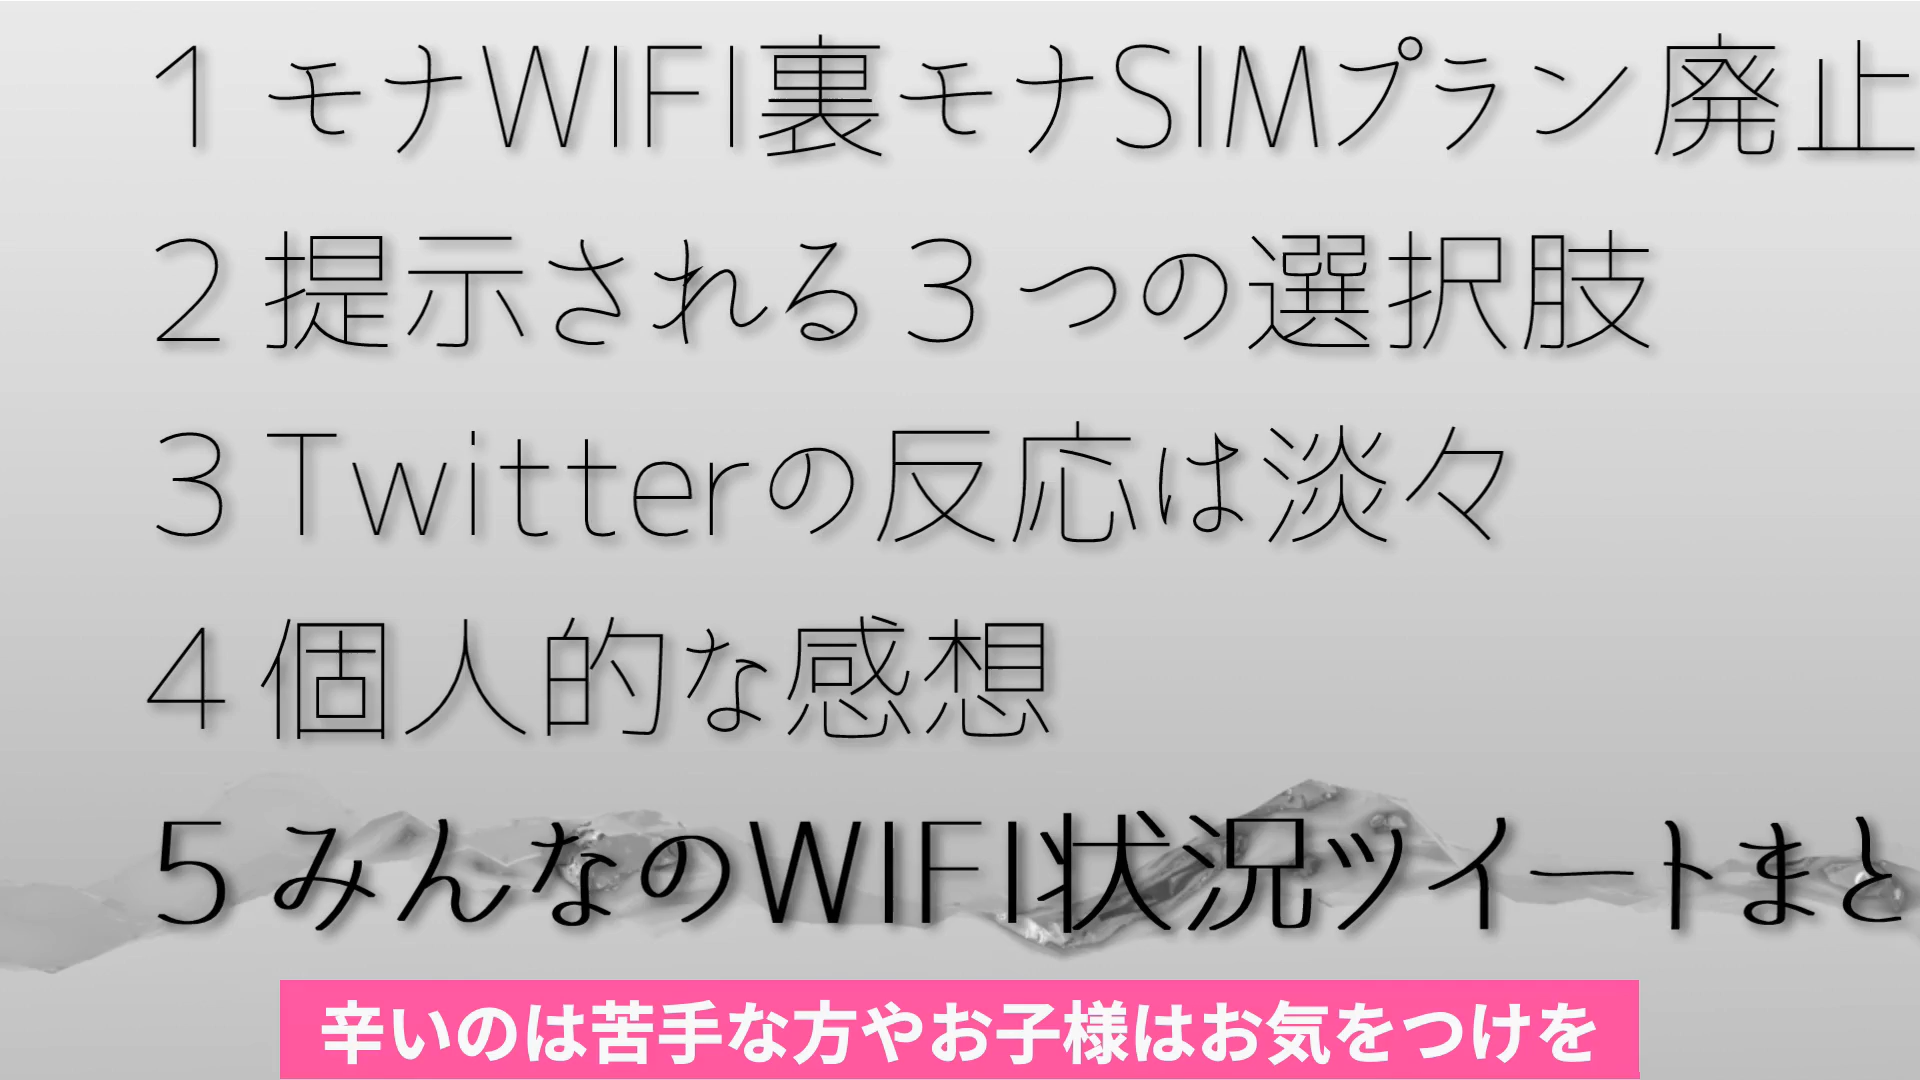 1 モナWIFI裏モナSIMプラン廃止
2 提示される3つの選択肢
3 Twitterの反応は淡々
4 個人的な感想
5 みんなのWIFI状況ツイートまと
辛いのは苦手な方やお子様はお気をつけを